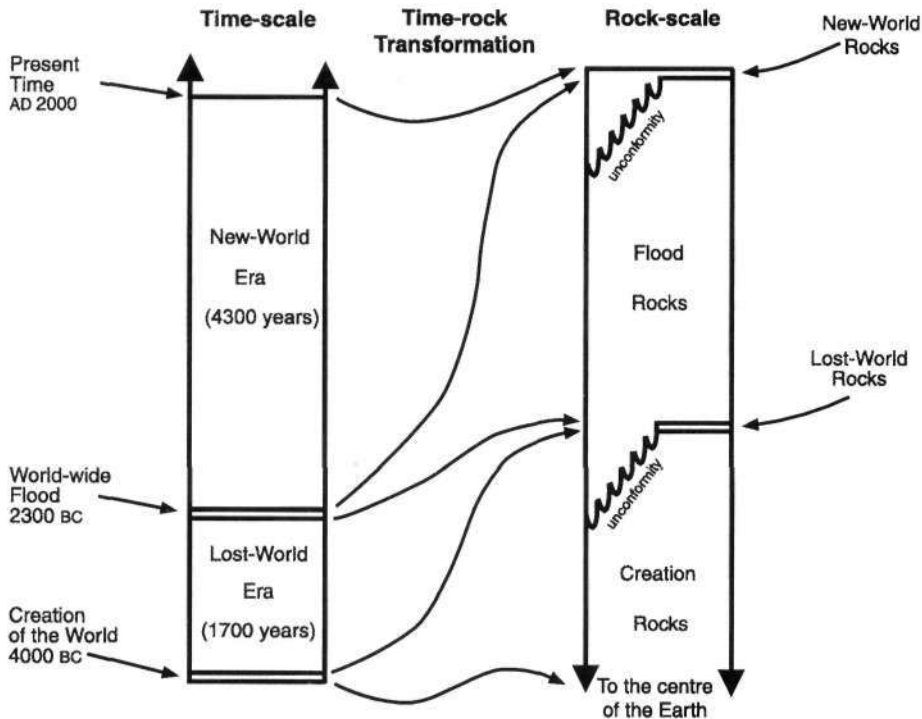 Time-scale
Time-rock
Transformation
Rock-scale
New-World
Rocks
Present
Time
AD 2000
unconformity
New-World
Era
(4300 years)
Flood
Rocks
Lost-World
Rocks
World-wide
Flood
2300 BC
unconformity
Lost-World
Era
(1700 years)
Creation
Rocks
Creation
of the World
4000 BC
To the centre
of the Earth